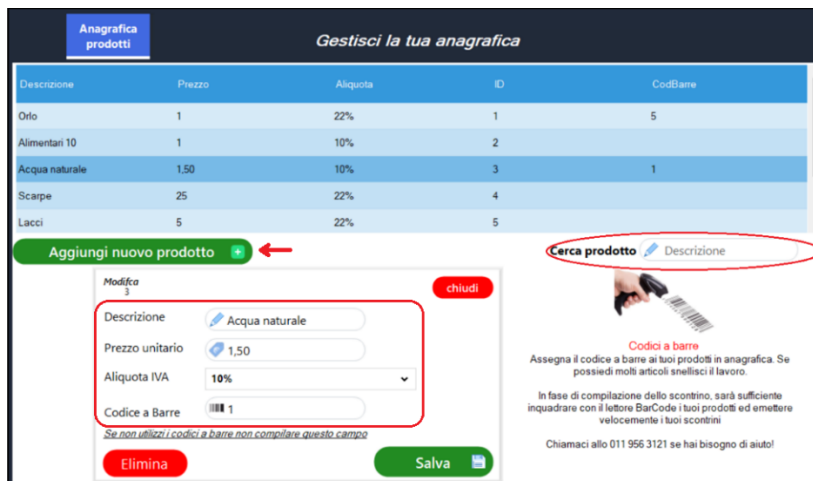 Anagrafica
prodotti
Gestisci la tua anagrafica
Descrizione Prezzo Aliquota ID CodBarre
Orlo 1 22% 1 5
Alimentari 10 1 10% 2
Acqua naturale 1,50 10% 3 1
Scarpe 25 22% 4
Lacci 5 22% 5
Aggiungi nuovo prodotto
Cerca prodotto Descrizione
Modifca
3
chiudi
Descrizione Acqua naturale
Prezzo unitario 1,50
Aliquota IVA 10%
Codice a Barre 1
Se non utilizzi i codici a barre non compilare questo campo
Elimina
Salva
Codici a barre
Assegna il codice a barre ai tuoi prodotti in anagrafica. Se
possiedi molti articoli snellisci il lavoro.
In fase di compilazione dello scontrino, sarà sufficiente
inquadrare con il lettore BarCode i tuoi prodotti ed emettere
velocemente i tuoi scontrini
Chiamaci allo 011 956 3121 se hai bisogno di aiuto!